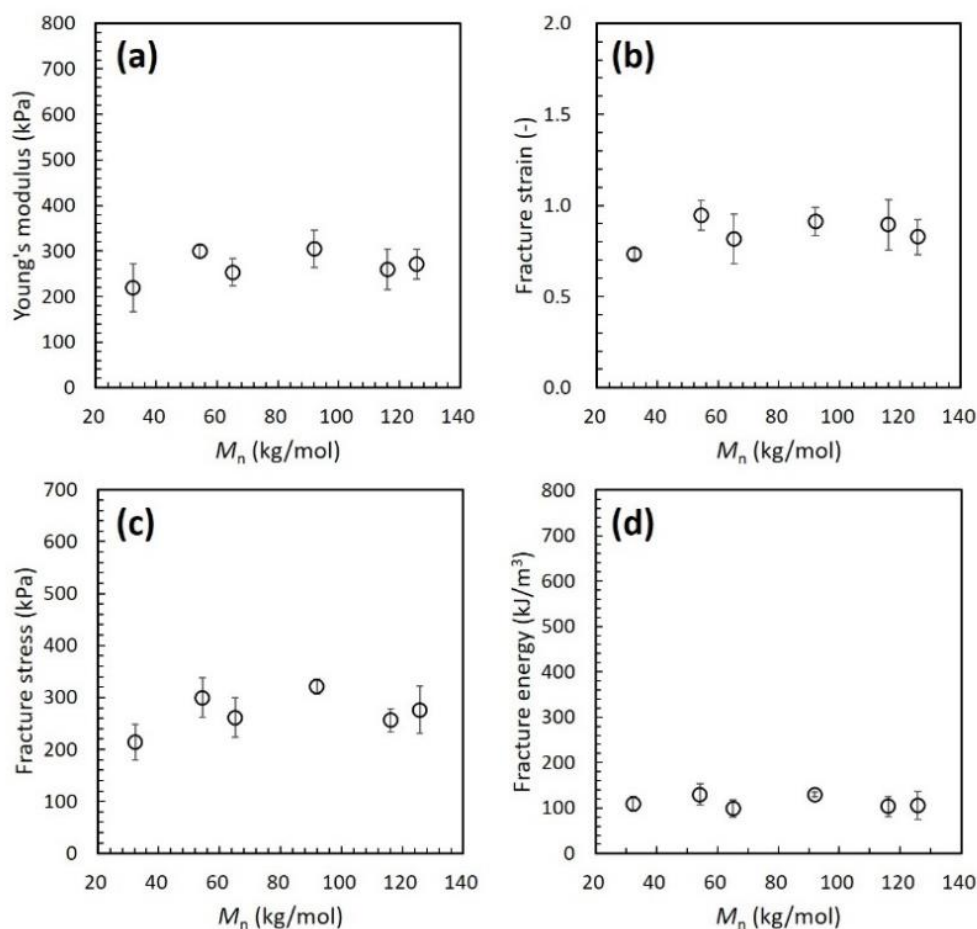 (a)
Young's modulus (kPa)
800
700
600
500
400
300
200
100
0
20 40 60 80 100 120 140
Mn (kg/mol)
(b)
Fracture strain (-)
2.0
1.5
1.0
0.5
0.0
20 40 60 80 100 120 140
Mn (kg/mol)
(c)
Fracture stress (kPa)
700
600
500
400
300
200
100
0
20 40 60 80 100 120 140
Mn (kg/mol)
(d)
Fracture energy (kJ/m³)
800
700
600
500
400
300
200
100
0
20 40 60 80 100 120 140
Mn (kg/mol)